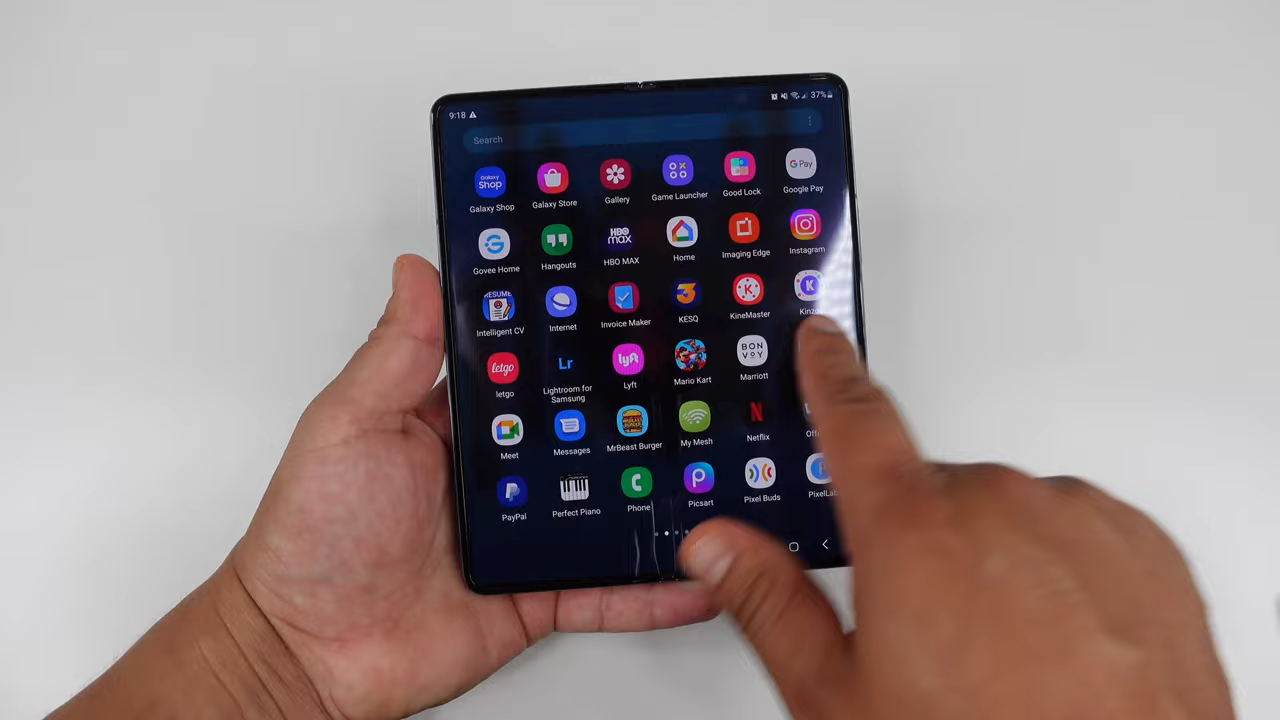 9:18
37%
Search
Galaxy Shop
Galaxy Shop
Galaxy Store
Gallery
Game Launcher
Good Lock
G Pay
Google Pay
Govee Home
Hangouts
HBO max
HBO MAX
Home
Imaging Edge
Instagram
RESUME
Intelligent CV
Internet
Invoice Maker
3
KESQ
K
KineMaster
K
letgo
letgo
Lr
Lightroom for
Samsung
lyft
Lyft
Mario Kart
BON
VOY
Marriott
Meet
Messages
MrBeast Burger
My Mesh
N
Netflix
PayPal
Perfect Piano
Phone
P
Picsart
Pixel Buds